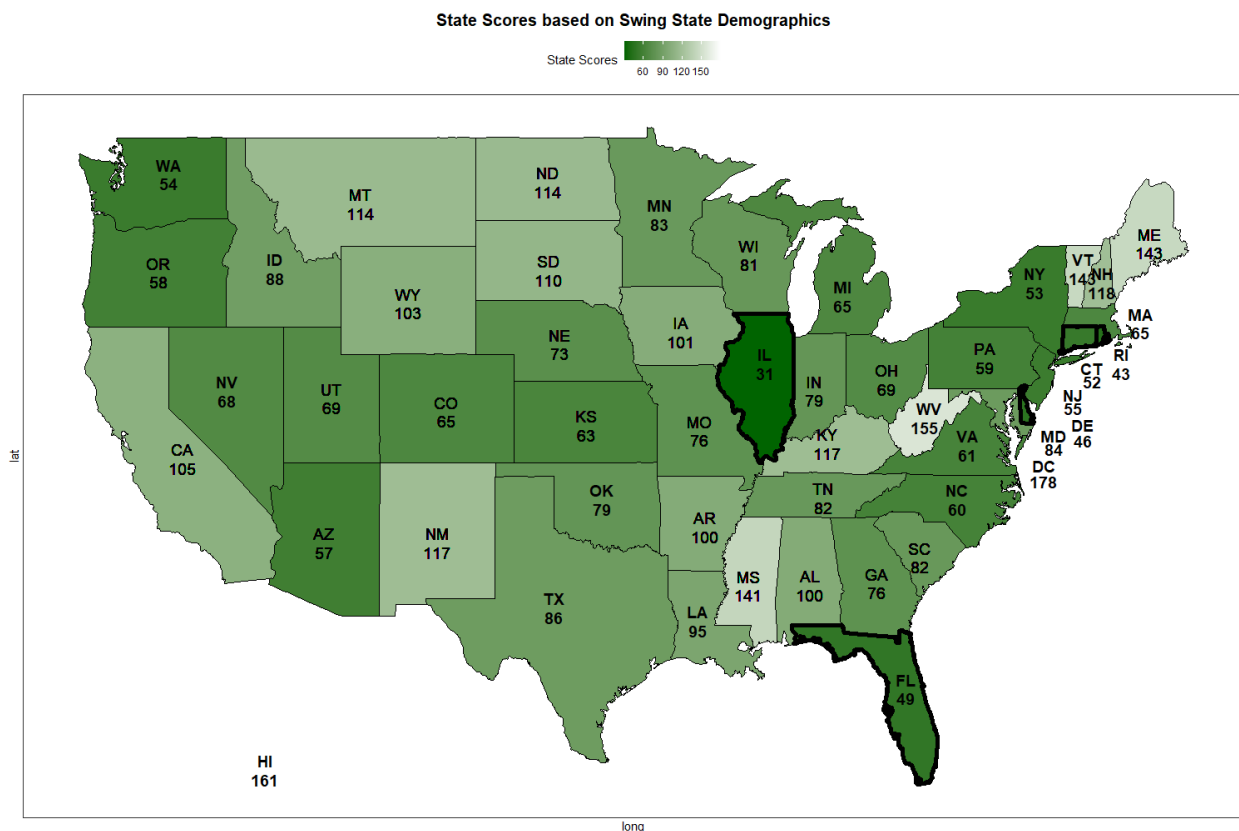 State Scores based on Swing State Demographics
State Scores
60 90 120 150
WA
54
MT
114
ND
114
MN
83
ME
143
VT
143
NH
118
OR
58
ID
88
SD
110
WI
81
MI
65
NY
53
WY
103
MA
65
IA
101
NE
73
PA
59
RI
43
IL
31
CT
52
OH
69
IN
79
NV
68
UT
69
CO
65
NJ
55
KS
63
MO
76
WV
155
DE
46
VA
61
MD
84
KY
117
CA
105
DC
178
OK
79
TN
82
NC
60
AR
100
AZ
57
NM
117
SC
82
MS
141
AL
100
GA
76
TX
86
LA
95
FL
49
HI
161
lat
long